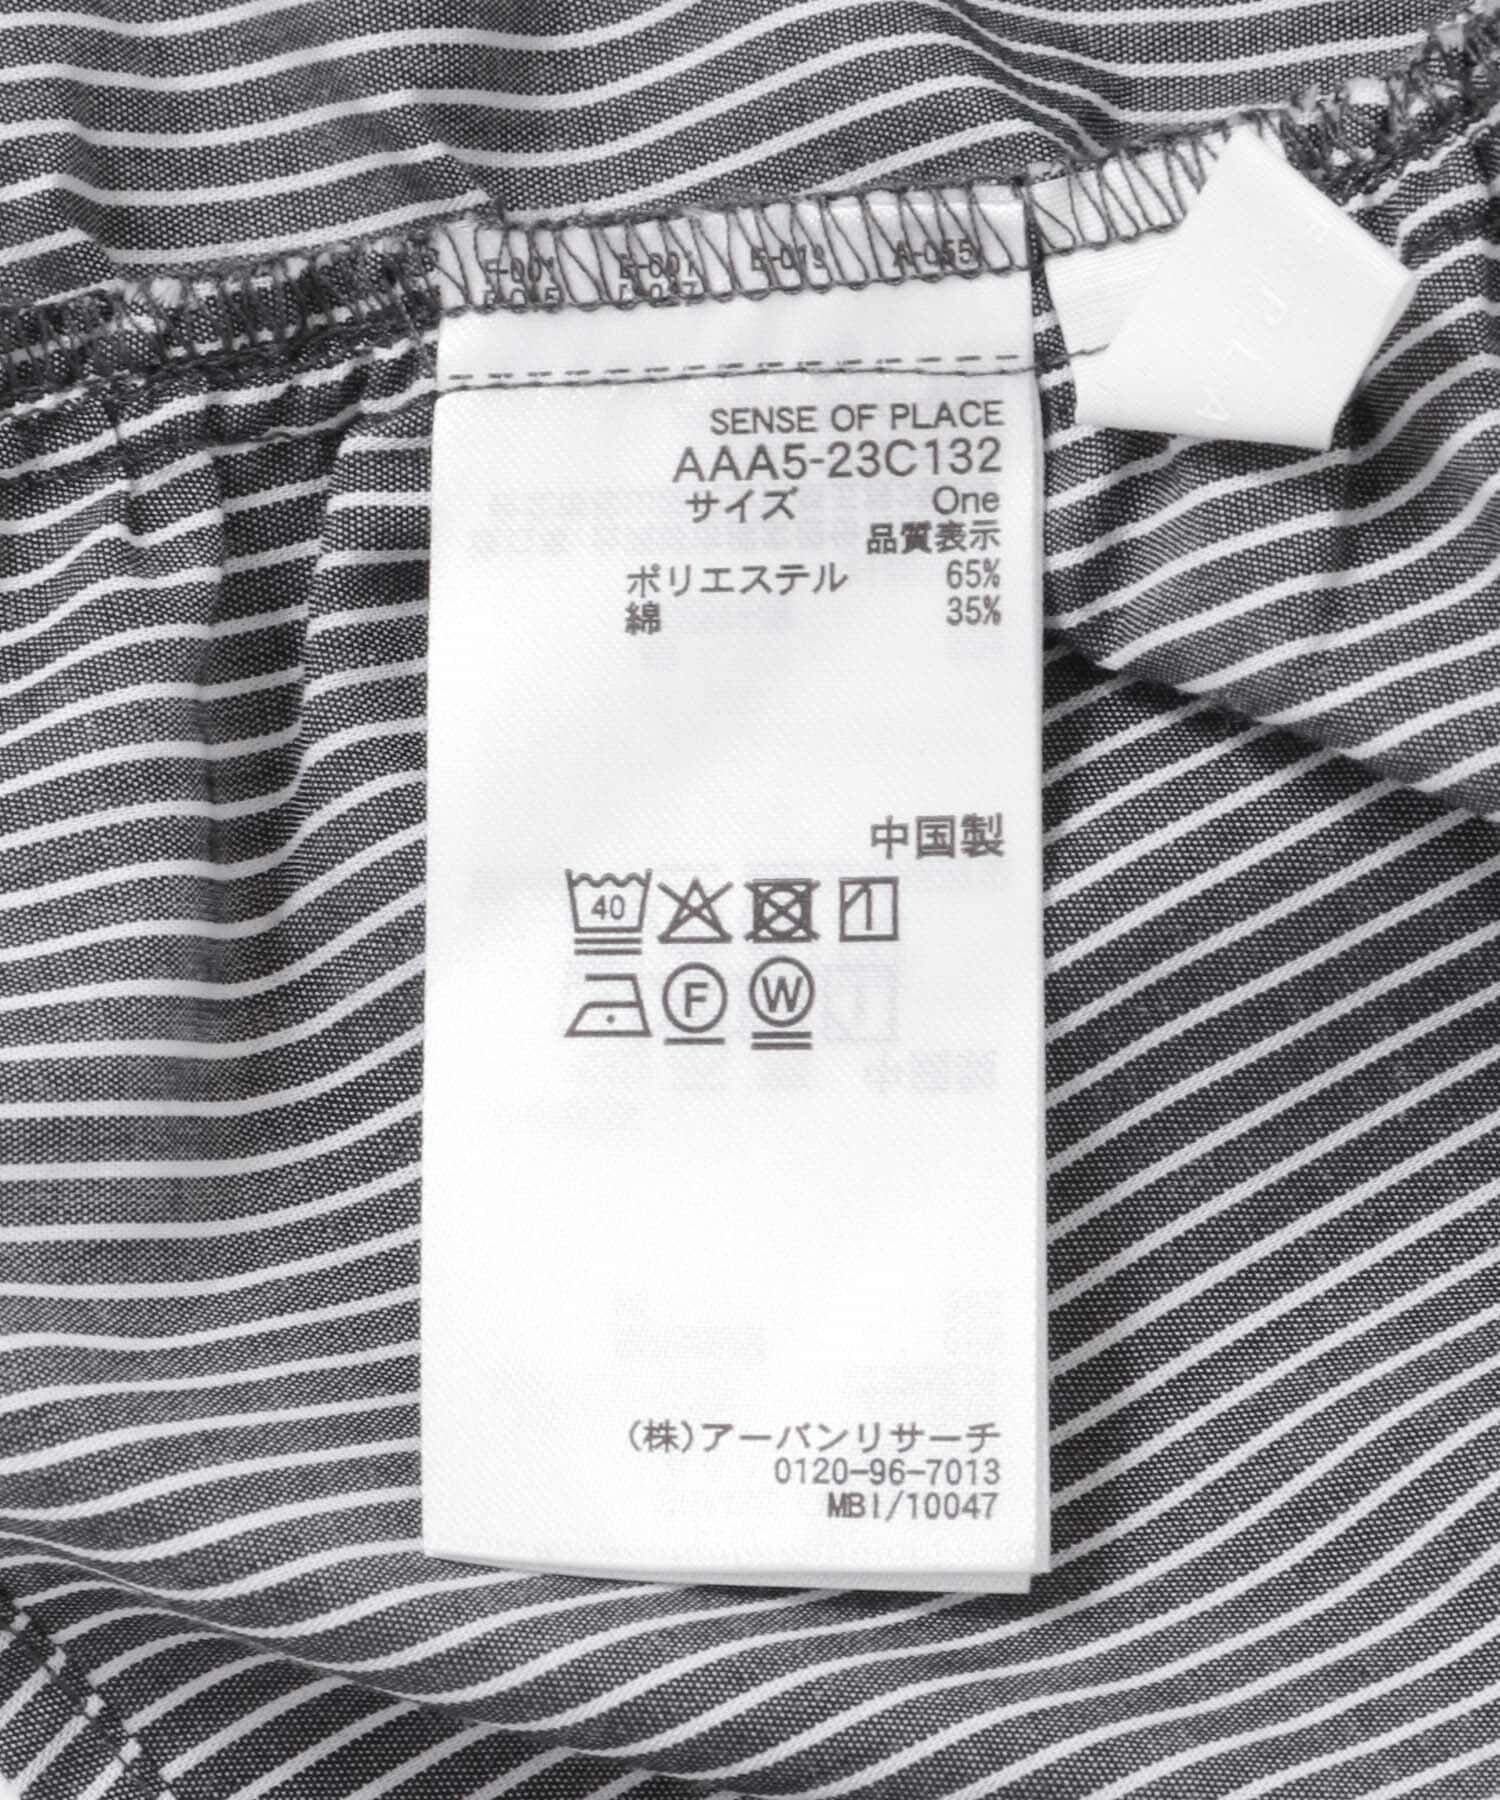 SENSE OF PLACE
AAA5-23C132
サイズ One
品質表示
ポリエステル 65%
綿 35%
中国製
40
F W
(株)アーバンリサーチ
0120-96-7013
MBI/10047